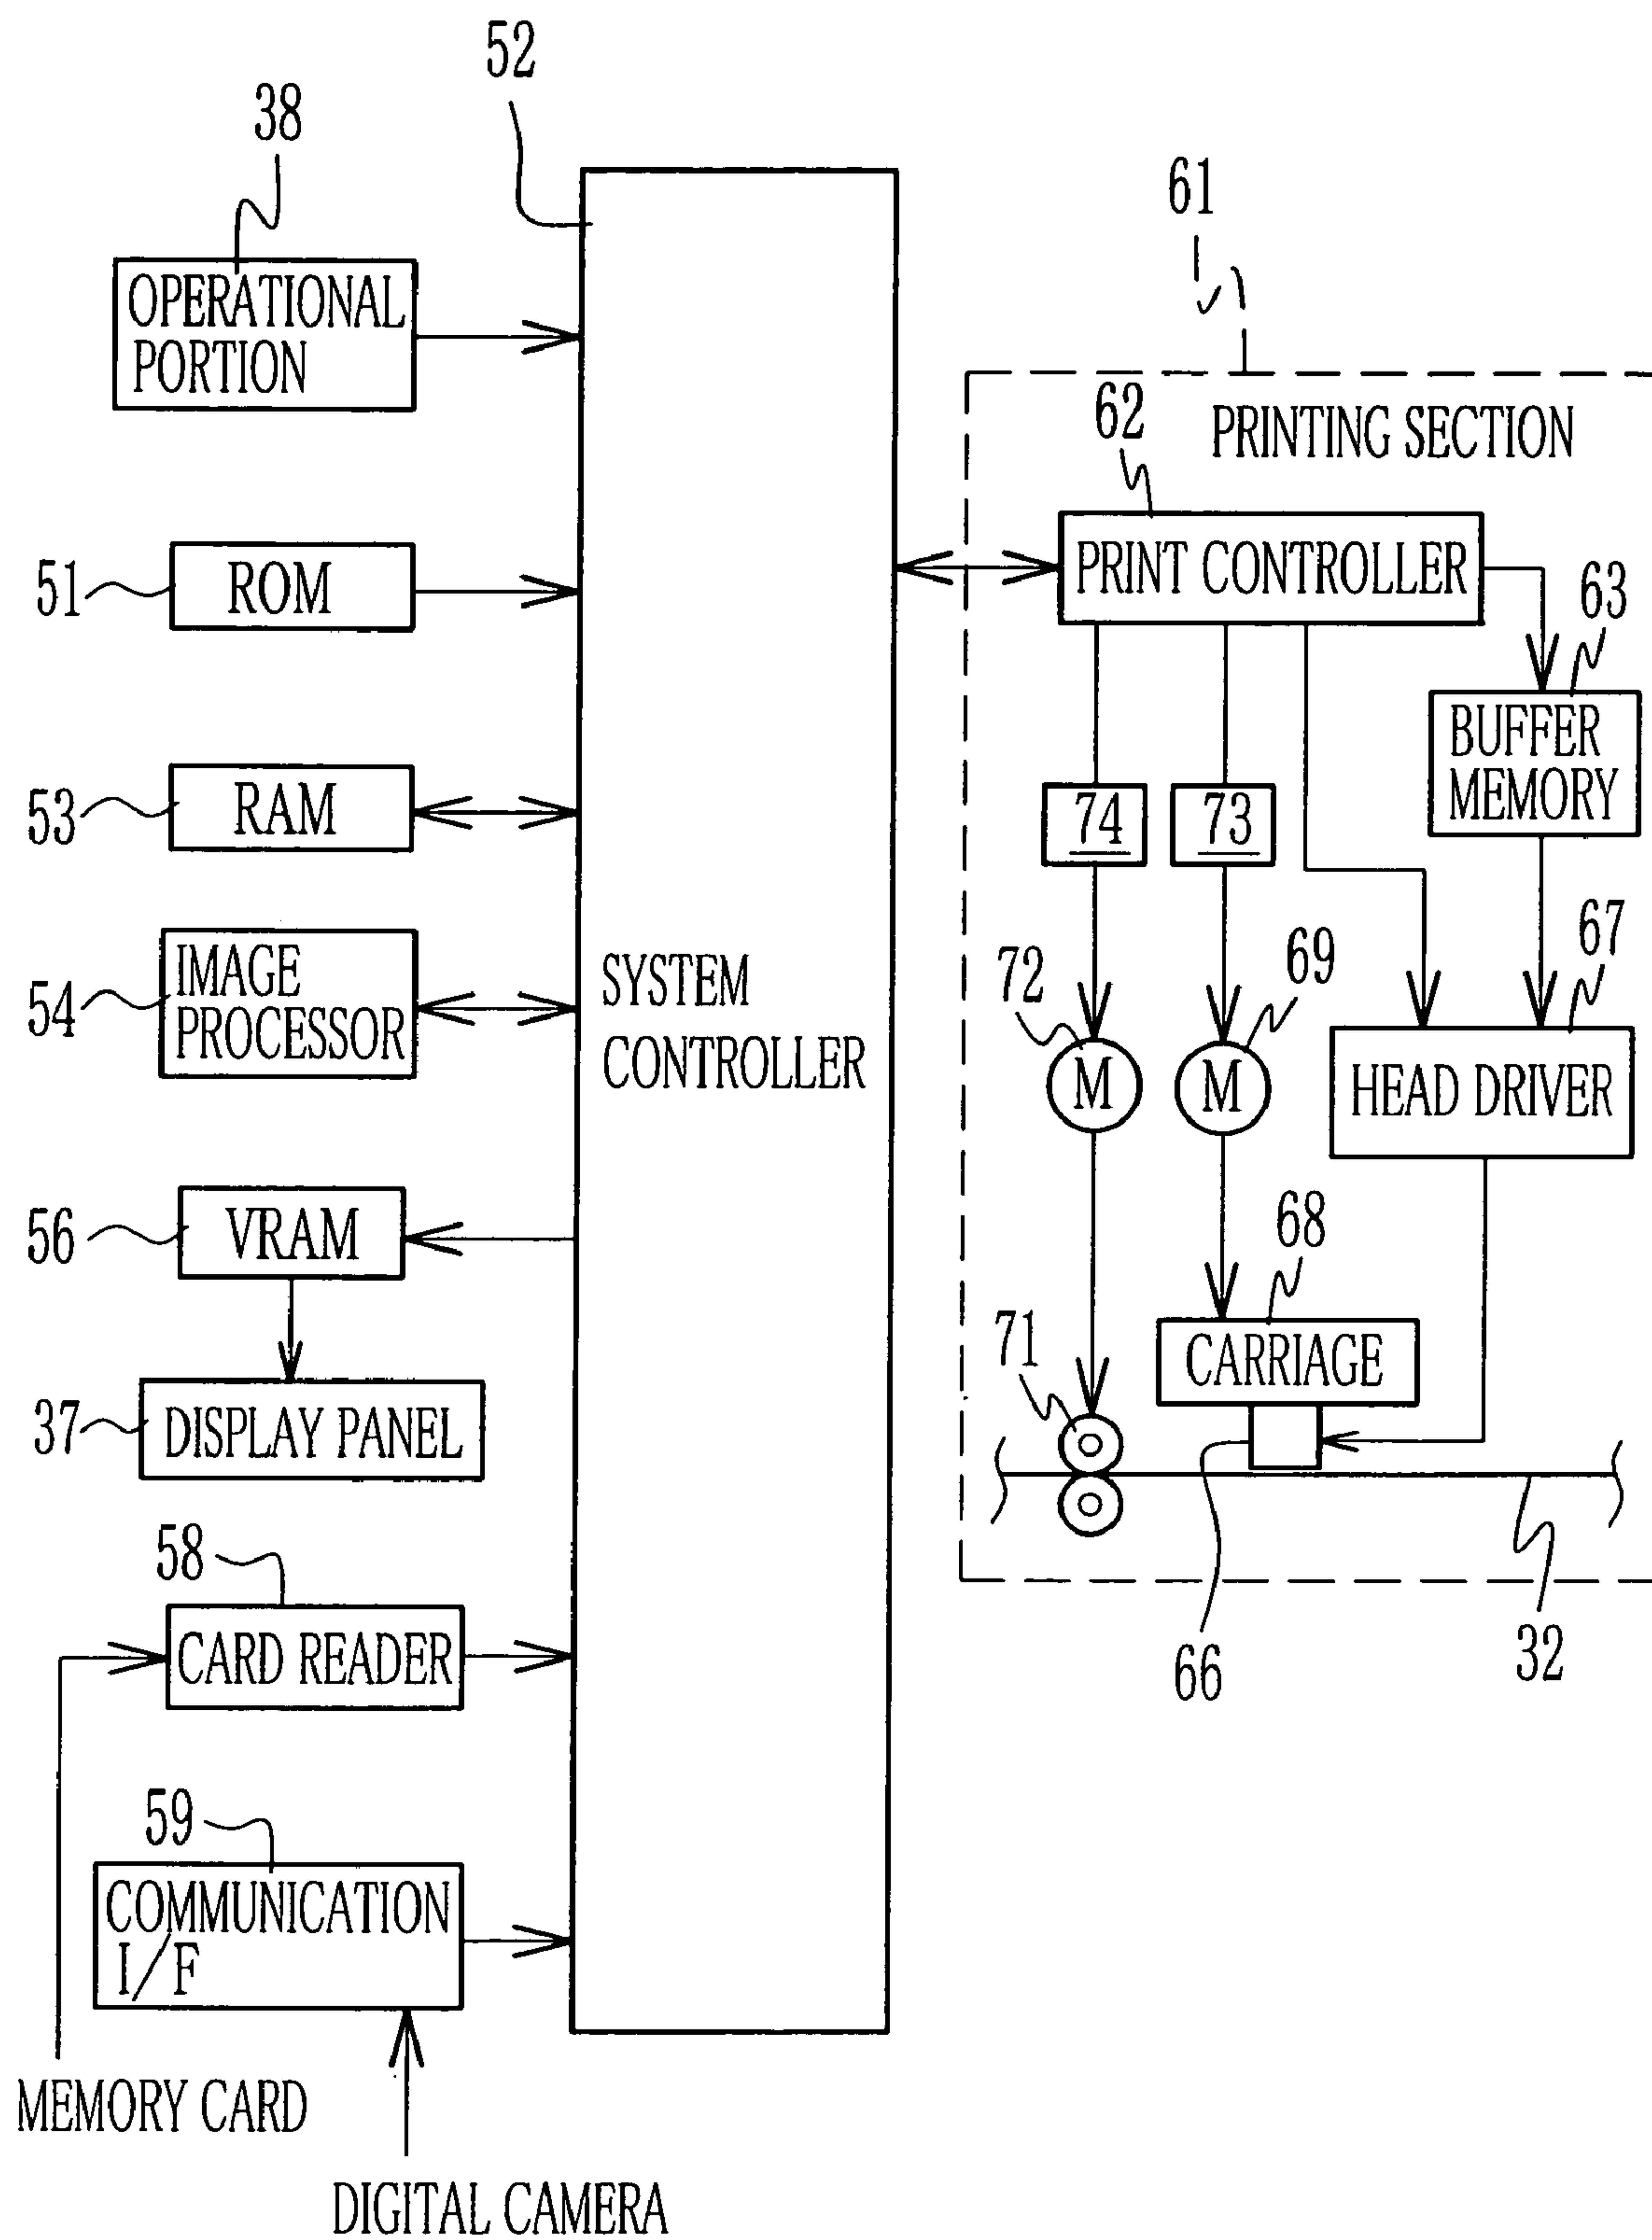 52
38
OPERATIONAL
PORTION
51
ROM
53
RAM
54
IMAGE
PROCESSOR
56
VRAM
37
DISPLAY PANEL
58
CARD READER
59
COMMUNICATION
I/F
MEMORY CARD
DIGITAL CAMERA
SYSTEM
CONTROLLER
61
PRINTING SECTION
62
PRINT CONTROLLER
63
BUFFER
MEMORY
74
73
67
72
M
69
M
HEAD DRIVER
68
CARRIAGE
71
66
32